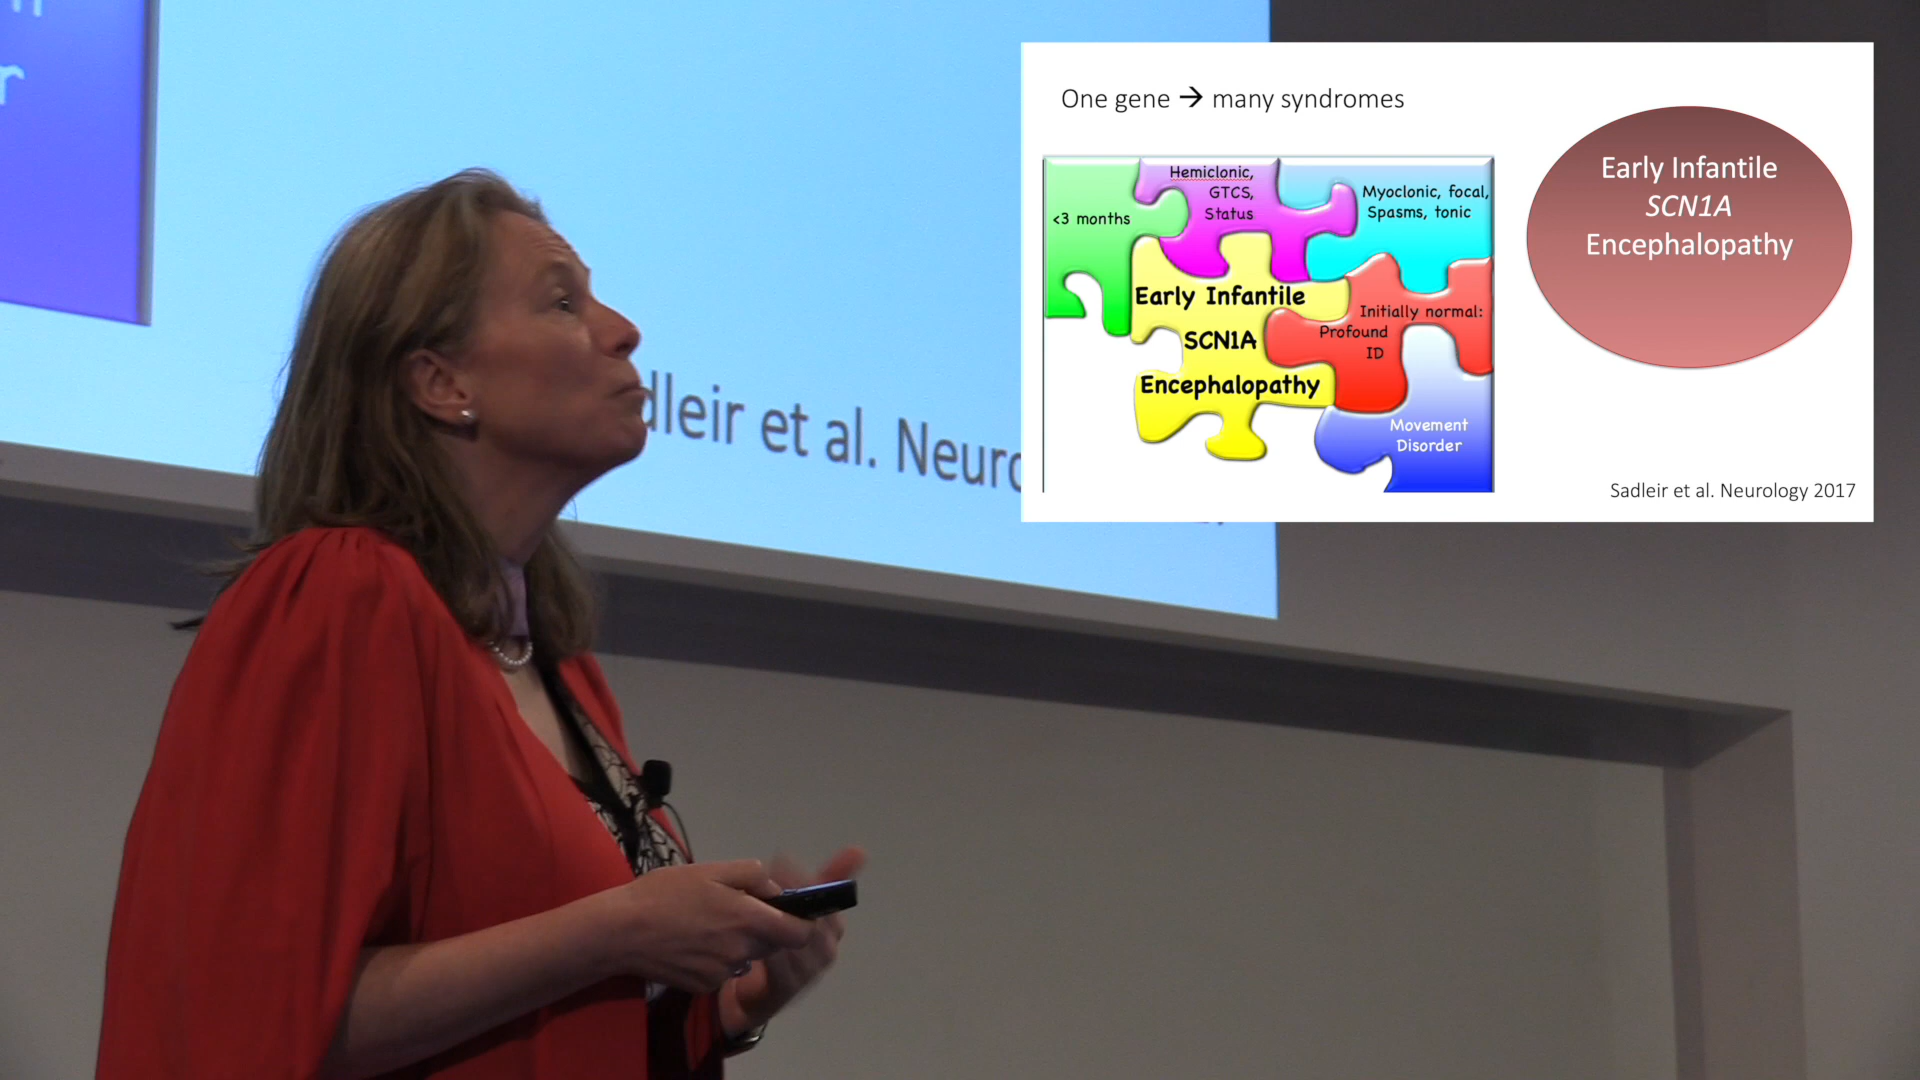 r
dleir et al. Neuro
One gene → many syndromes
<3 months
Hemiclonic,
GTCS,
Status
Myoclonic, focal,
Spasms, tonic
Early Infantile
SCN1A
Encephalopathy
Initially normal:
Profound
ID
Movement
Disorder
Early Infantile
SCN1A
Encephalopathy
Sadleir et al. Neurology 2017